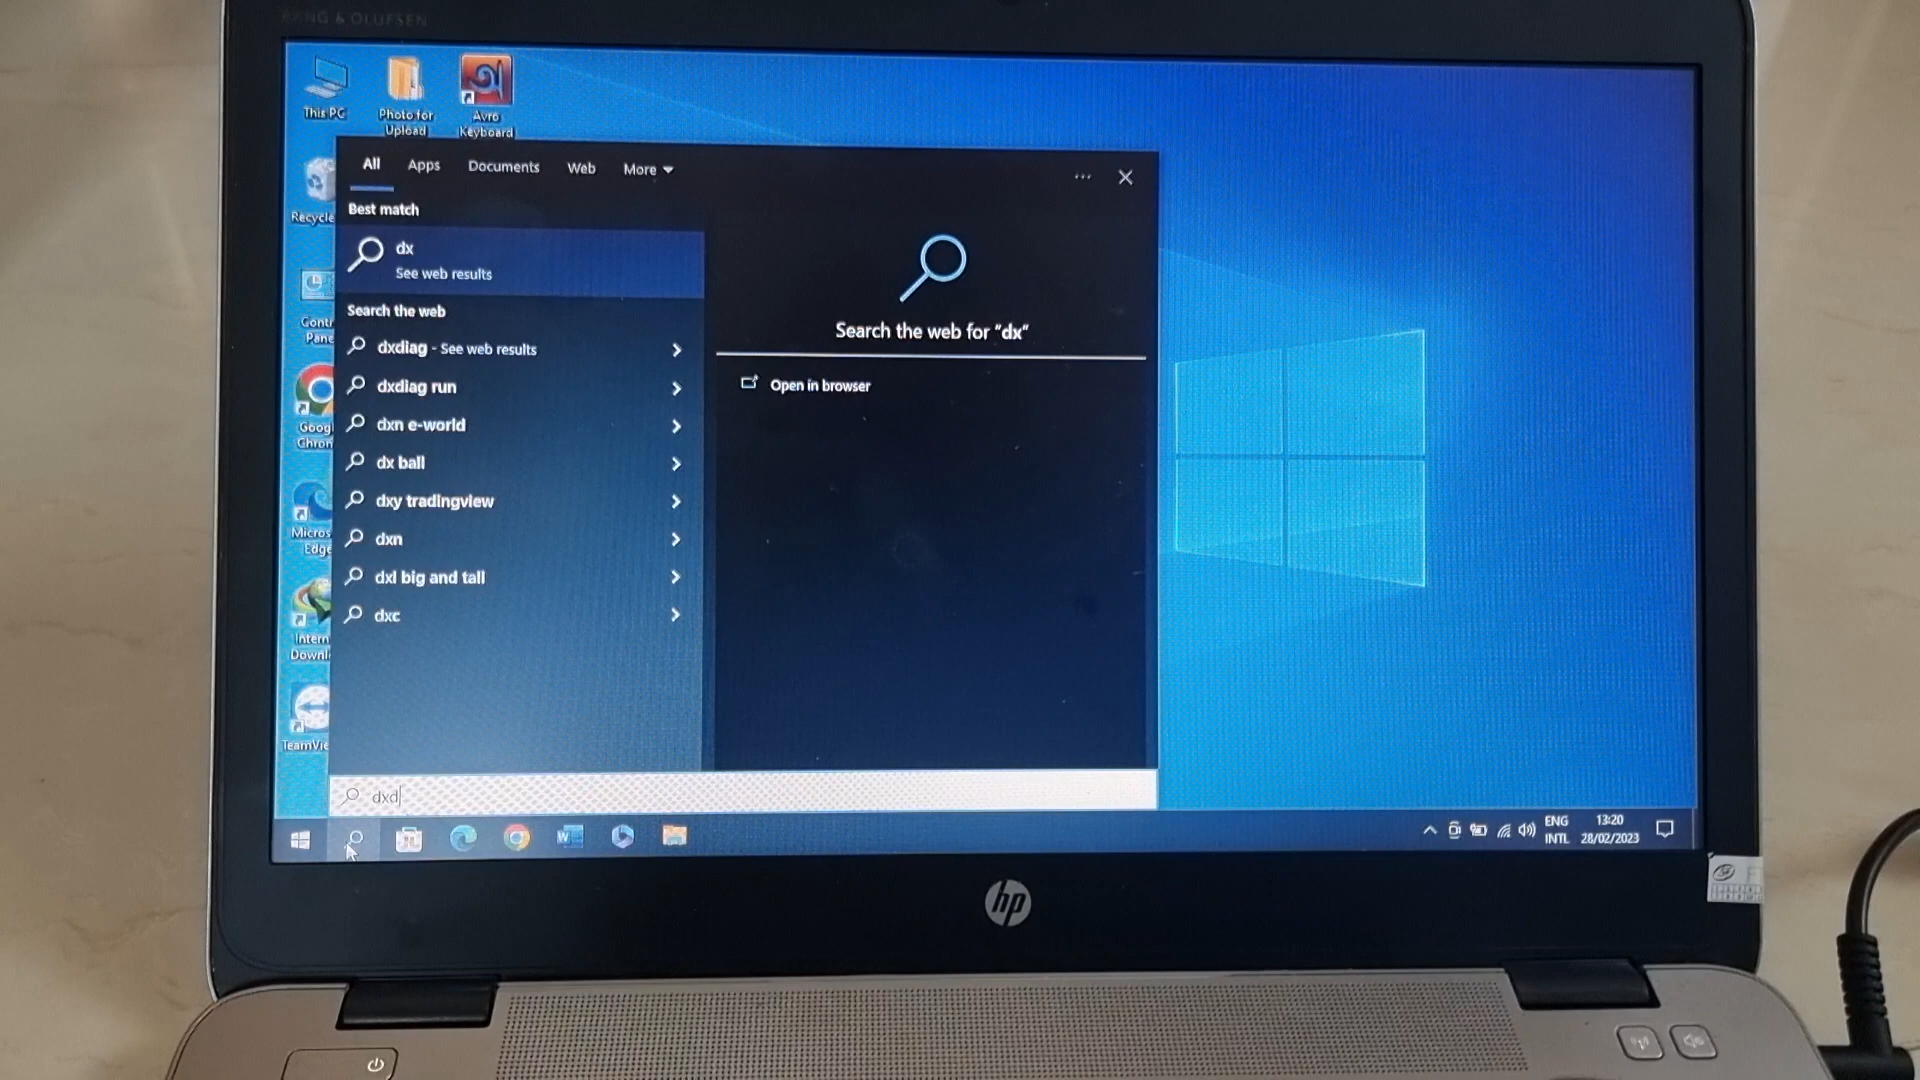 BANG & OLUFSEN
This PC
Photo for
Upload
Avro
Keyboard
Recycle
Contr
Pane
Googl
Chron
Micros
Edge
Intern
Downl
TeamVie
All Apps Documents Web More
Best match
dx
See web results
Search the web
dxdiag - See web results
dxdiag run
dxn e-world
dx ball
dxy tradingview
dxn
dxl big and tall
dxc
Search the web for "dx"
Open in browser
dxd
ENG
INTL
13:20
28/02/2023
hp